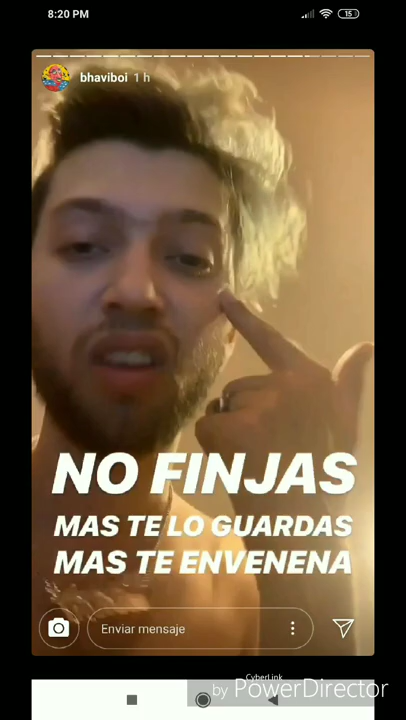 8:20 PM
15
bhaviboi 1 h
NO FINJAS
MAS TE LO GUARDAS
MAS TE ENVENENA
Enviar mensaje
CyberLink
by PowerDirector